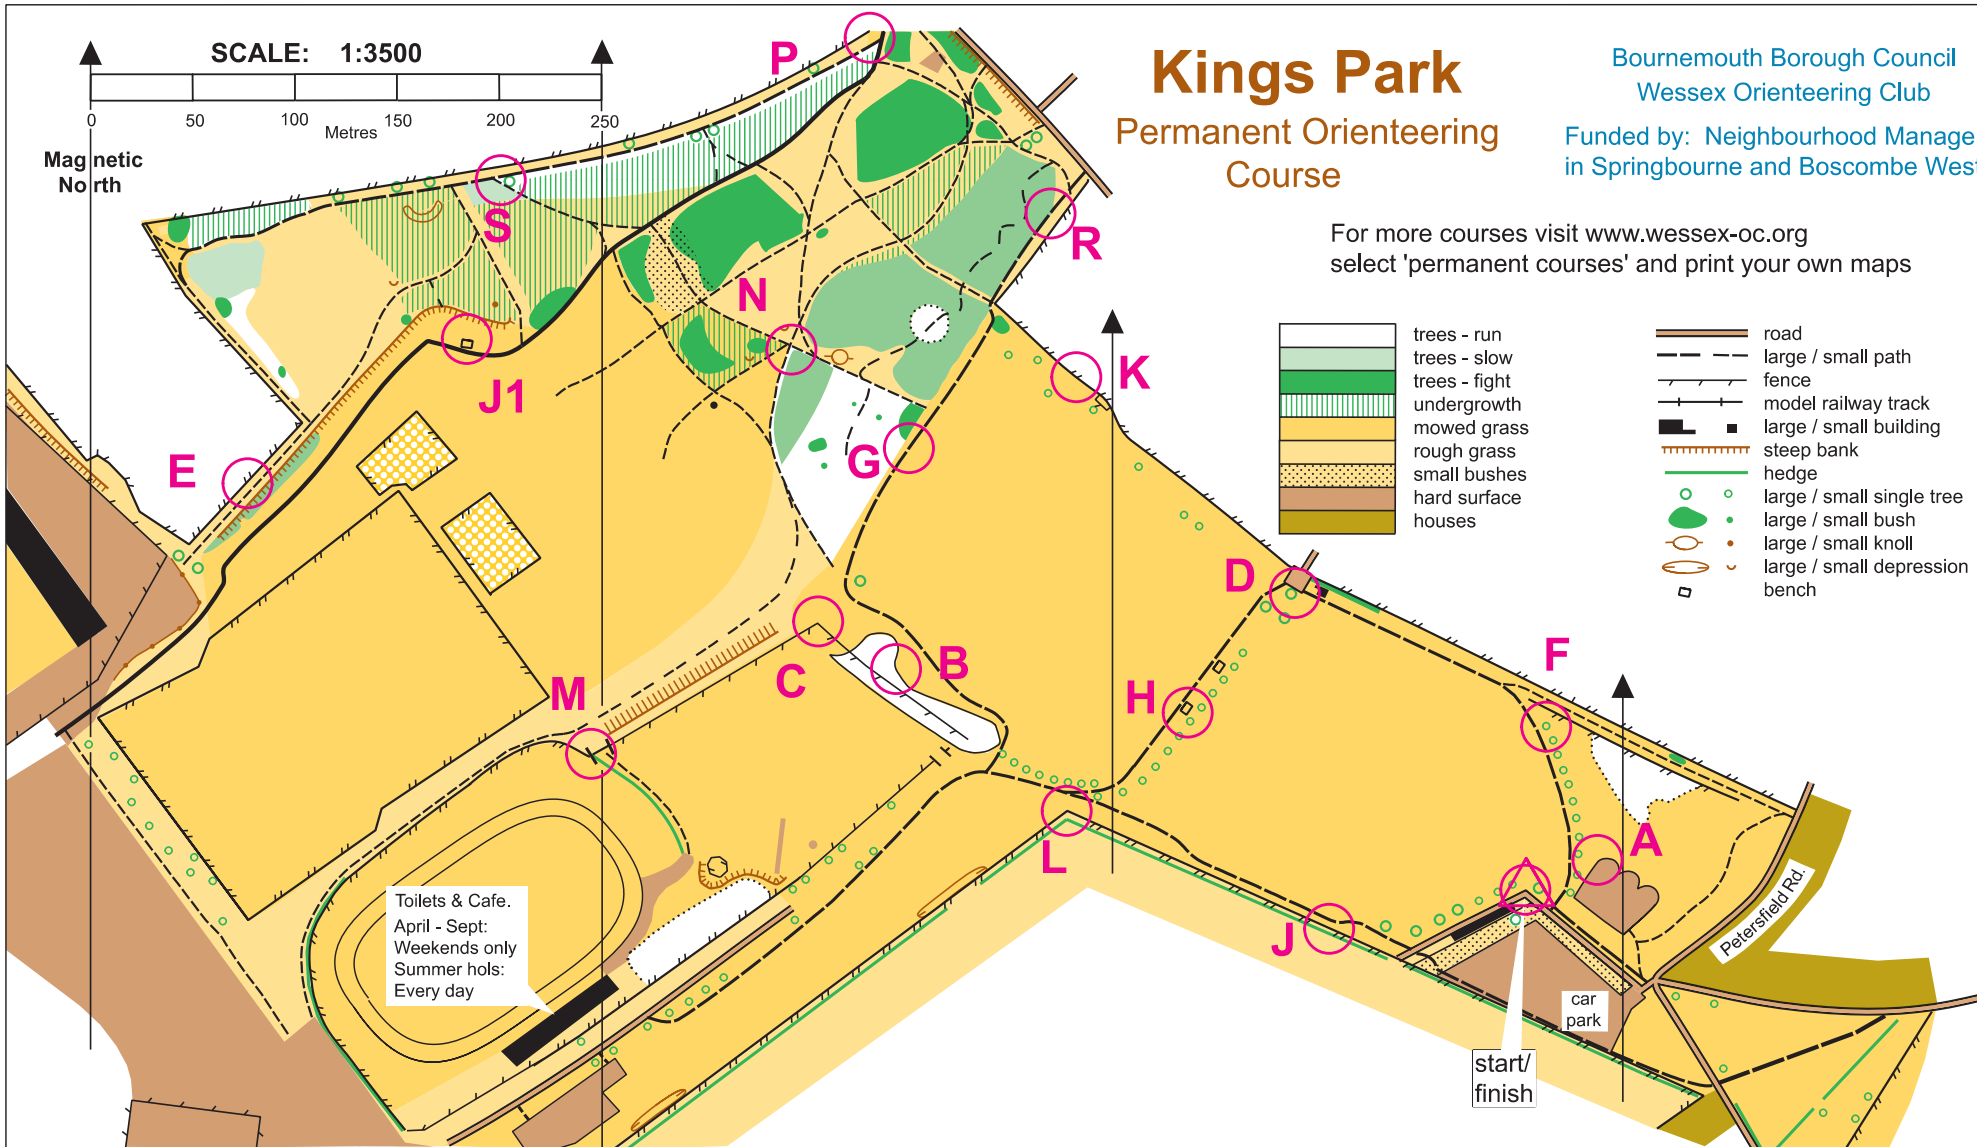 SCALE: 1:3500
0 50 100 150 200 250
Metres
Magnetic
North
Kings Park
Permanent Orienteering
Course
Bournemouth Borough Council
Wessex Orienteering Club
Funded by: Neighbourhood Manage
in Springbourne and Boscombe West
For more courses visit www.wessex-oc.org
select 'permanent courses' and print your own maps
trees - run
trees - slow
trees - fight
undergrowth
mowed grass
rough grass
small bushes
hard surface
houses
road
large / small path
fence
model railway track
large / small building
steep bank
hedge
large / small single tree
large / small bush
large / small knoll
large / small depression
bench
P
S
R
N
K
J1
E
G
D
F
B
C
H
M
A
L
J
Toilets & Cafe.
April - Sept:
Weekends only
Summer hols:
Every day
Petersfield Rd.
car
park
start/
finish